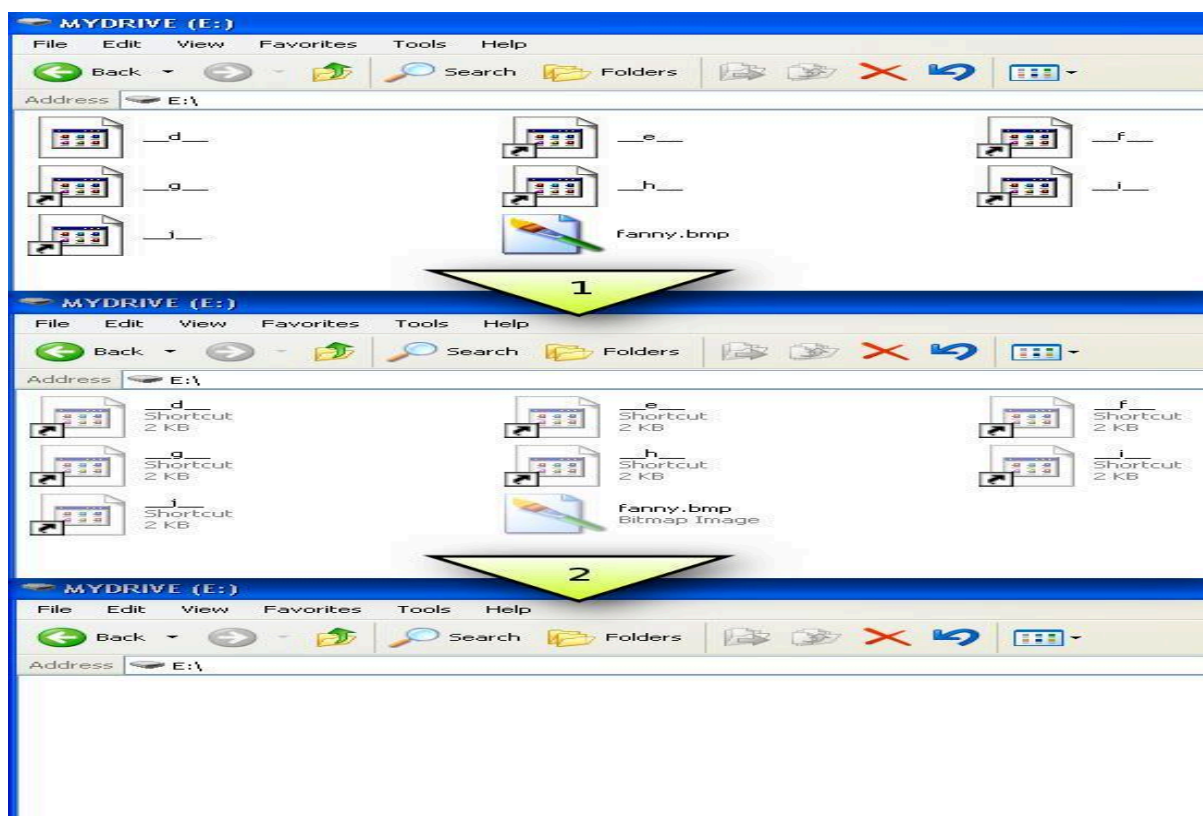 MYDRIVE (E:)
File Edit View Favorites Tools Help
Back Search Folders
Address E:\
__d__ __e__ __f__
__g__ __h__ __i__
__j__ fanny.bmp
1
MYDRIVE (E:)
File Edit View Favorites Tools Help
Back Search Folders
Address E:\
__d__ __e__ __f__
Shortcut Shortcut Shortcut
2 KB 2 KB 2 KB
__g__ __h__ __i__
Shortcut Shortcut Shortcut
2 KB 2 KB 2 KB
__j__ fanny.bmp
Shortcut Bitmap Image
2 KB
2
MYDRIVE (E:)
File Edit View Favorites Tools Help
Back Search Folders
Address E:\